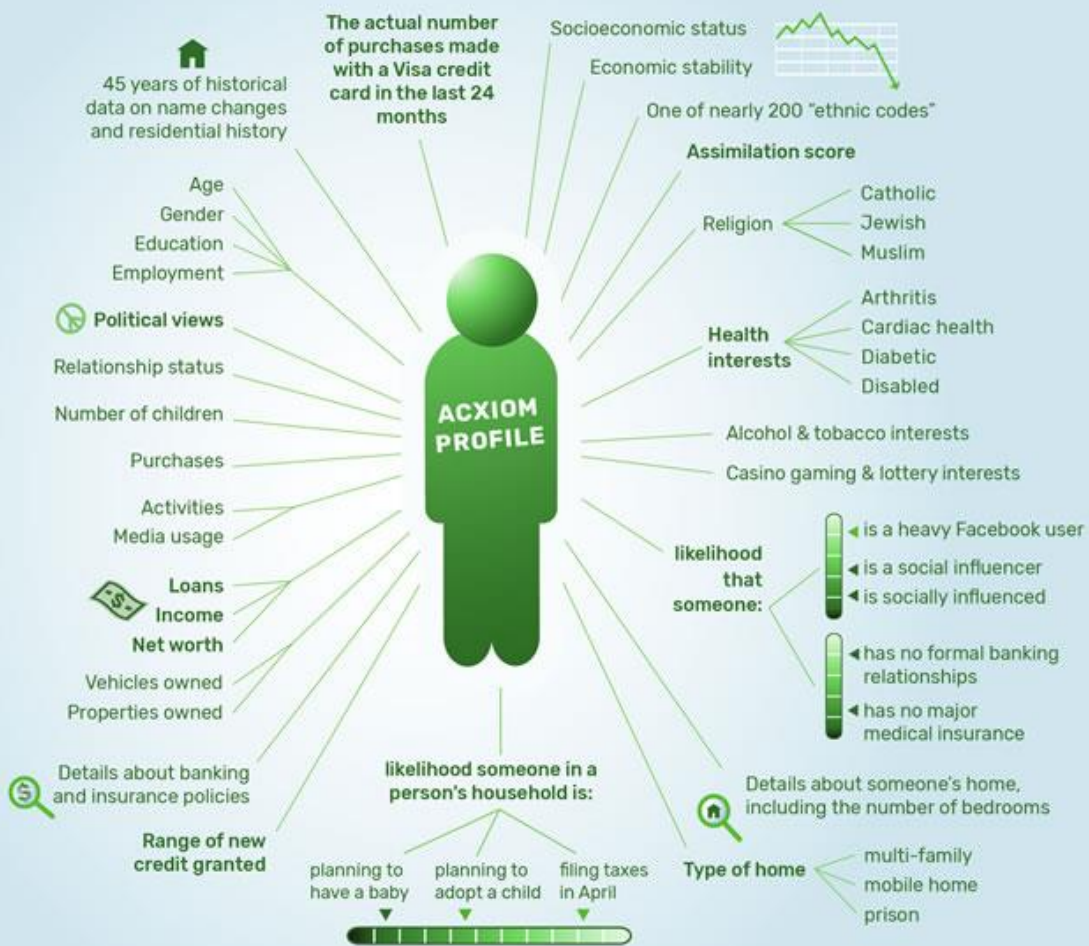 The actual number
of purchases made
with a Visa credit
card in the last 24
months
45 years of historical
data on name changes
and residential history
Age
Gender
Education
Employment
Political views
Relationship status
Number of children
Purchases
Activities
Media usage
$
Loans
Income
Net worth
Vehicles owned
Properties owned
$
Details about banking
and insurance policies
Range of new
credit granted
ACXIOM
PROFILE
likelihood someone in a
person's household is:
planning to
have a baby
planning to
adopt a child
filing taxes
in April
Socioeconomic status
Economic stability
One of nearly 200 "ethnic codes"
Assimilation score
Religion
Catholic
Jewish
Muslim
Health
interests
Arthritis
Cardiac health
Diabetic
Disabled
Alcohol & tobacco interests
Casino gaming & lottery interests
likelihood
that
someone:
is a heavy Facebook user
is a social influencer
is socially influenced
has no formal banking
relationships
has no major
medical insurance
Details about someone's home,
including the number of bedrooms
Type of home
multi-family
mobile home
prison